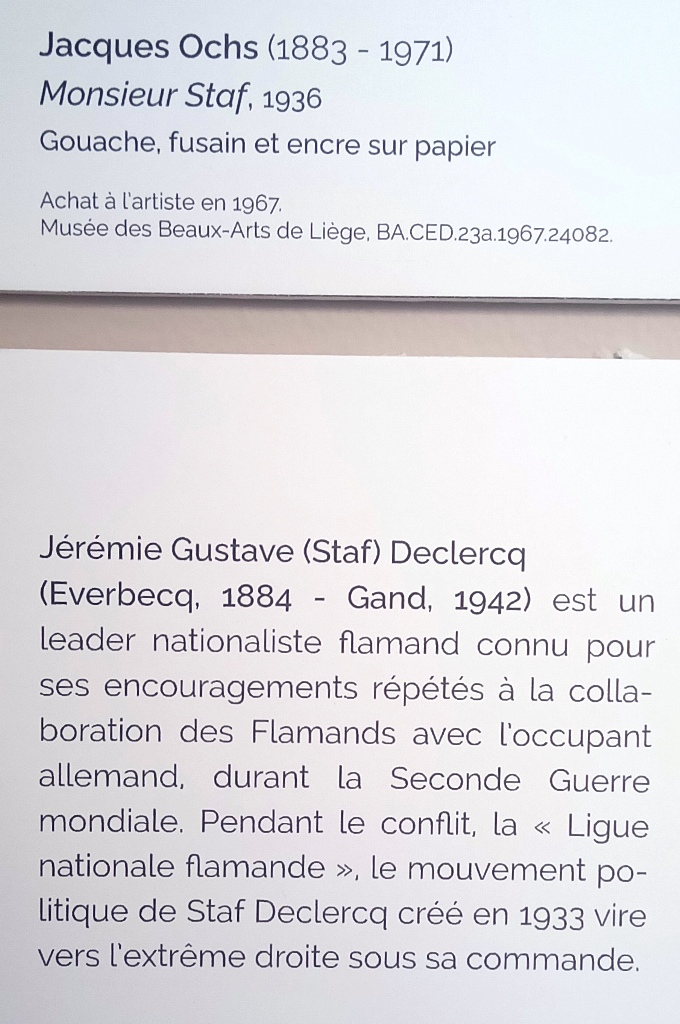 Jacques Ochs (1883 - 1971)
Monsieur Staf, 1936
Gouache, fusain et encre sur papier
Achat à l'artiste en 1967.
Musée des Beaux-Arts de Liège, BA.CED.23a.1967.24082.
Jérémie Gustave (Staf) Declercq
(Everbecq, 1884 - Gand, 1942) est un
leader nationaliste flamand connu pour
ses encouragements répétés à la colla-
boration des Flamands avec l'occupant
allemand, durant la Seconde Guerre
mondiale. Pendant le conflit, la « Ligue
nationale flamande », le mouvement po-
litique de Staf Declercq créé en 1933 vire
vers l'extrême droite sous sa commande.